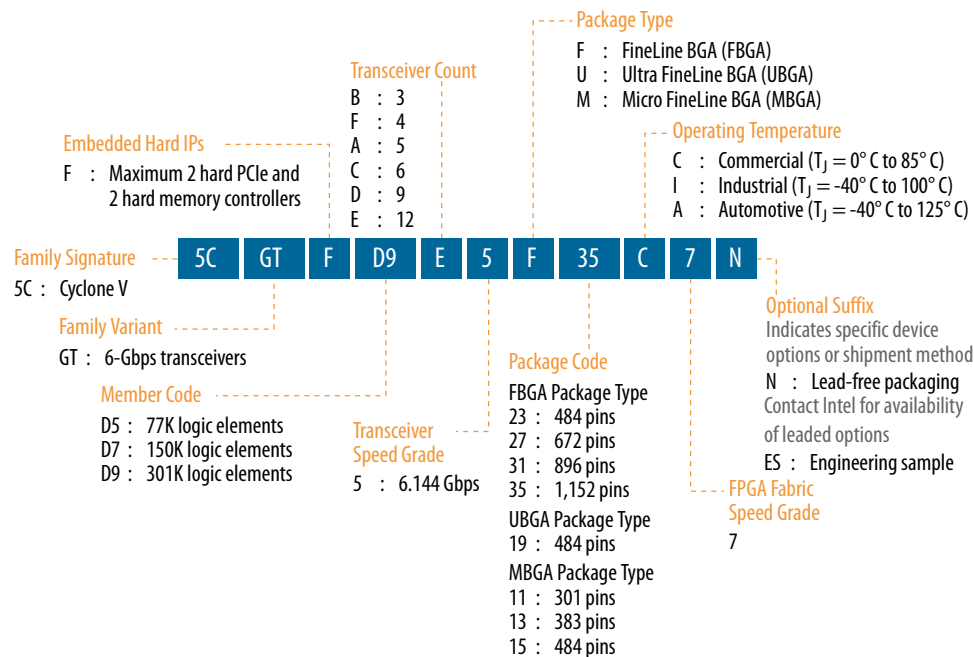 Package Type
F : FineLine BGA (FBGA)
U : Ultra FineLine BGA (UBGA)
M : Micro FineLine BGA (MBGA)
Transceiver Count
B : 3
F : 4
A : 5
C : 6
D : 9
E : 12
Embedded Hard IPs
F : Maximum 2 hard PCIe and
2 hard memory controllers
Operating Temperature
C : Commercial (TJ = 0° C to 85° C)
I : Industrial (TJ = -40° C to 100° C)
A : Automotive (TJ = -40° C to 125° C)
Family Signature
5C : Cyclone V
5C GT F D9 E 5 F 35 C 7 N
Family Variant
GT : 6-Gbps transceivers
Member Code
D5 : 77K logic elements
D7 : 150K logic elements
D9 : 301K logic elements
Transceiver
Speed Grade
5 : 6.144 Gbps
Package Code
FBGA Package Type
23 : 484 pins
27 : 672 pins
31 : 896 pins
35 : 1,152 pins
UBGA Package Type
19 : 484 pins
MBGA Package Type
11 : 301 pins
13 : 383 pins
15 : 484 pins
FPGA Fabric
Speed Grade
7
Optional Suffix
Indicates specific device
options or shipment method
N : Lead-free packaging
Contact Intel for availability
of leaded options
ES : Engineering sample